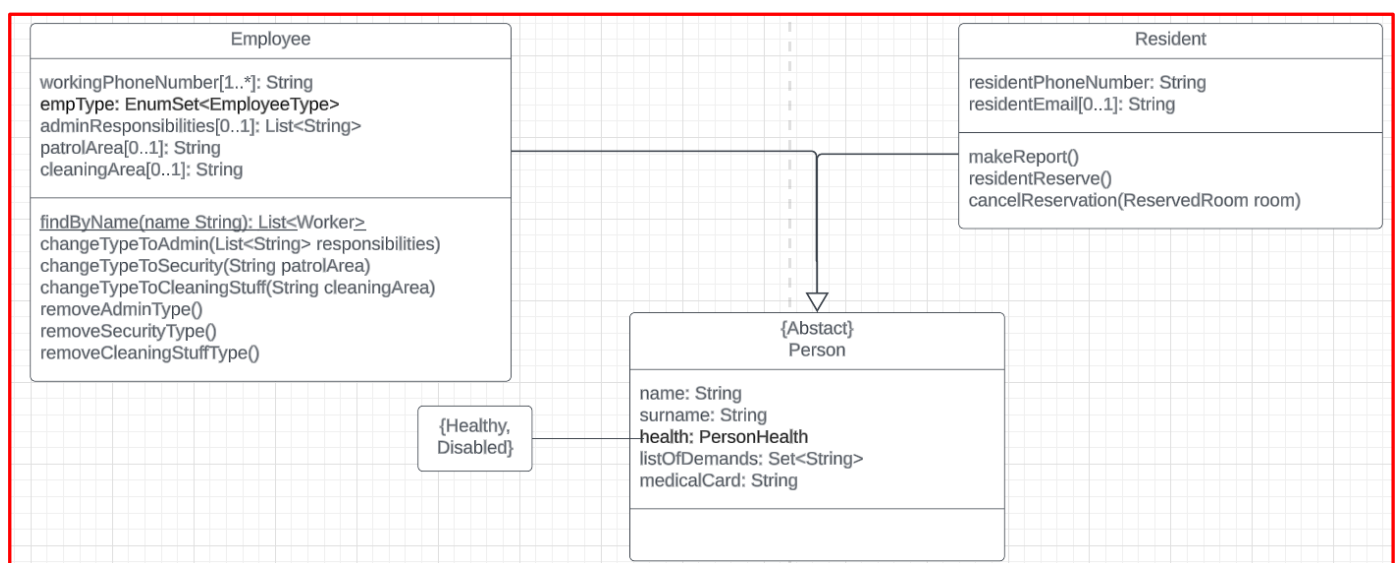 Employee
workingPhoneNumber[1..*]: String
empType: EnumSet<EmployeeType>
adminResponsibilities[0..1]: List<String>
patrolArea[0..1]: String
cleaningArea[0..1]: String
findByName(name String): List<Worker>
changeTypeToAdmin(List<String> responsibilities)
changeTypeToSecurity(String patrolArea)
changeTypeToCleaningStuff(String cleaningArea)
removeAdminType()
removeSecurityType()
removeCleaningStuffType()
Resident
residentPhoneNumber: String
residentEmail[0..1]: String
makeReport()
residentReserve()
cancelReservation(ReservedRoom room)
{Abstact}
Person
name: String
surname: String
health: PersonHealth
listOfDemands: Set<String>
medicalCard: String
{Healthy,
Disabled}